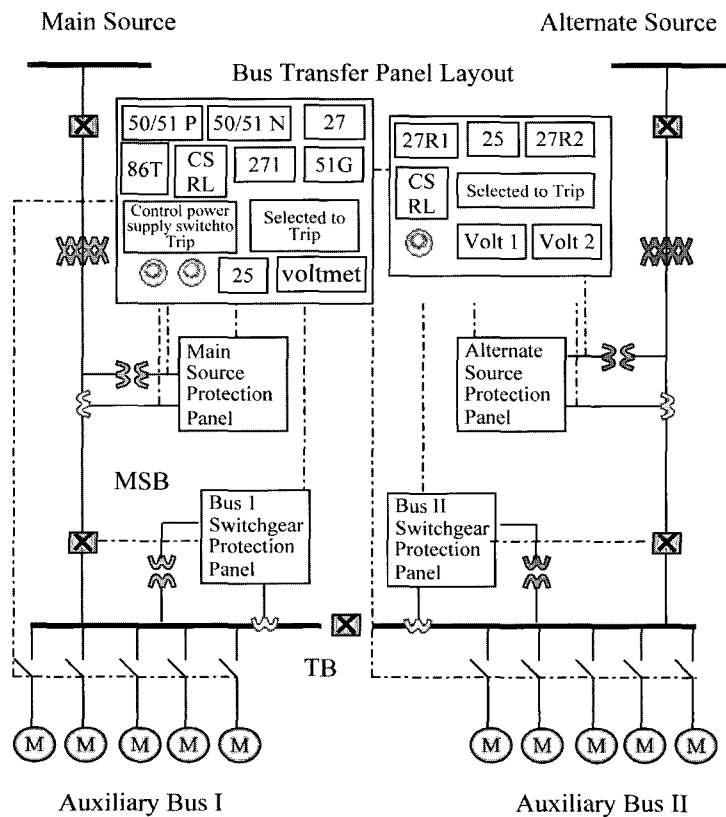 Main Source
Alternate Source
Bus Transfer Panel Layout
50/51 P
50/51 N
27
86T
CS
RL
271
51G
Control power
supply switchto
Trip
Selected to
Trip
25
voltmet
27R1
25
27R2
CS
RL
Selected to Trip
Volt 1
Volt 2
Main
Source
Protection
Panel
Alternate
Source
Protection
Panel
MSB
Bus 1
Switchgear
Protection
Panel
Bus II
Switchgear
Protection
Panel
TB
M
M
M
M
M
M
M
M
M
M
Auxiliary Bus I
Auxiliary Bus II